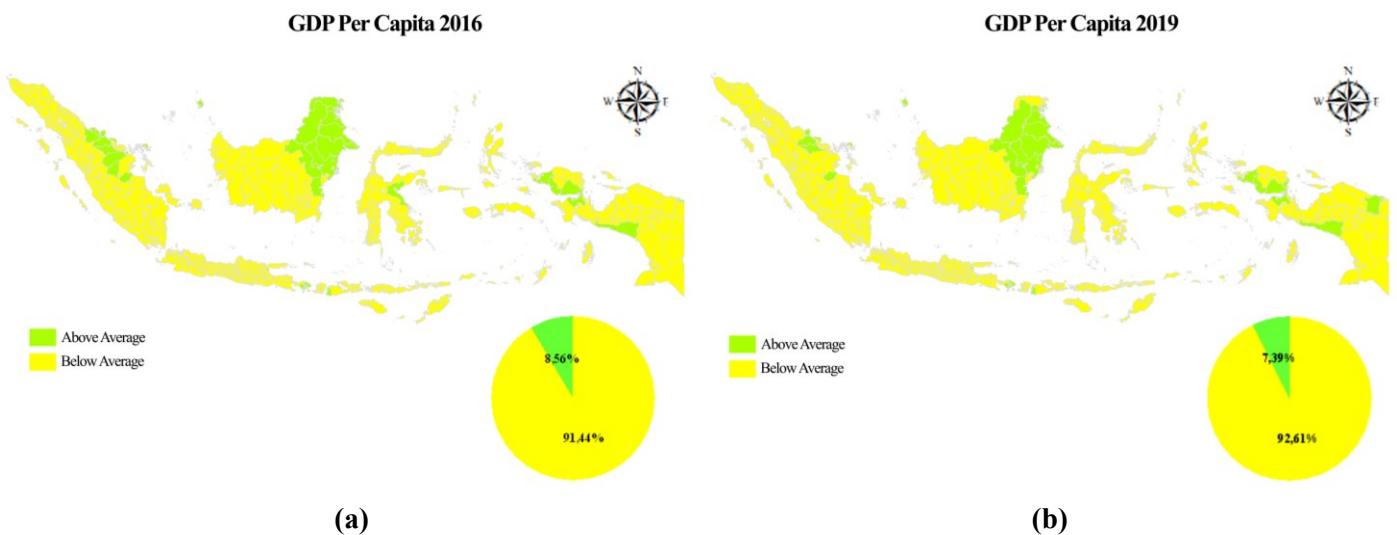 GDP Per Capita 2016
N
W E
S
Above Average
Below Average
8,56%
91,44%
(a)
GDP Per Capita 2019
N
W E
S
Above Average
Below Average
7,39%
92,61%
(b)